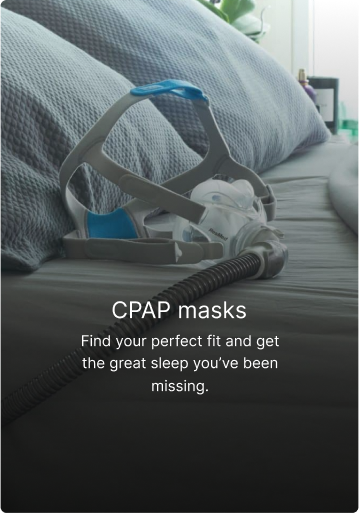 CPAP masks
Find your perfect fit and get
the great sleep you’ve been
missing.